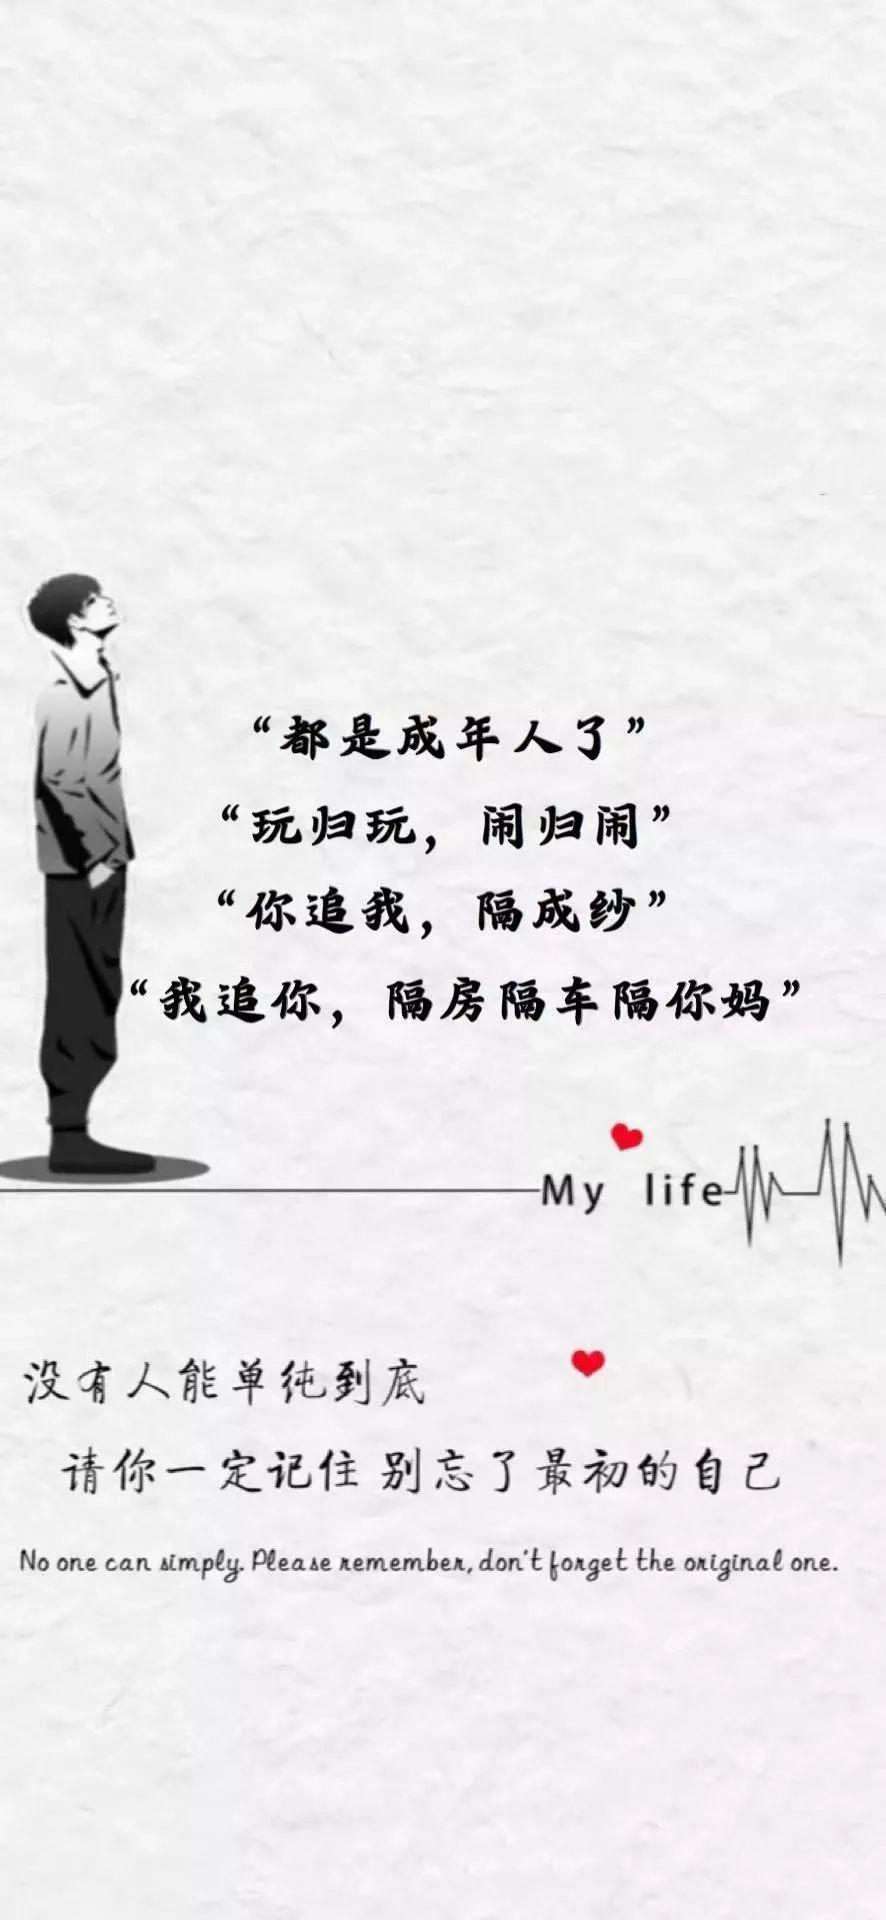 “都是成年人了”
“玩归玩，闹归闹”
“你追我，隔成纱”
“我追你，隔房隔车隔你妈”
My life
没有人能单纯到底
请你一定记住 别忘了最初的自己
No one can simply. Please remember, don't forget the original one.